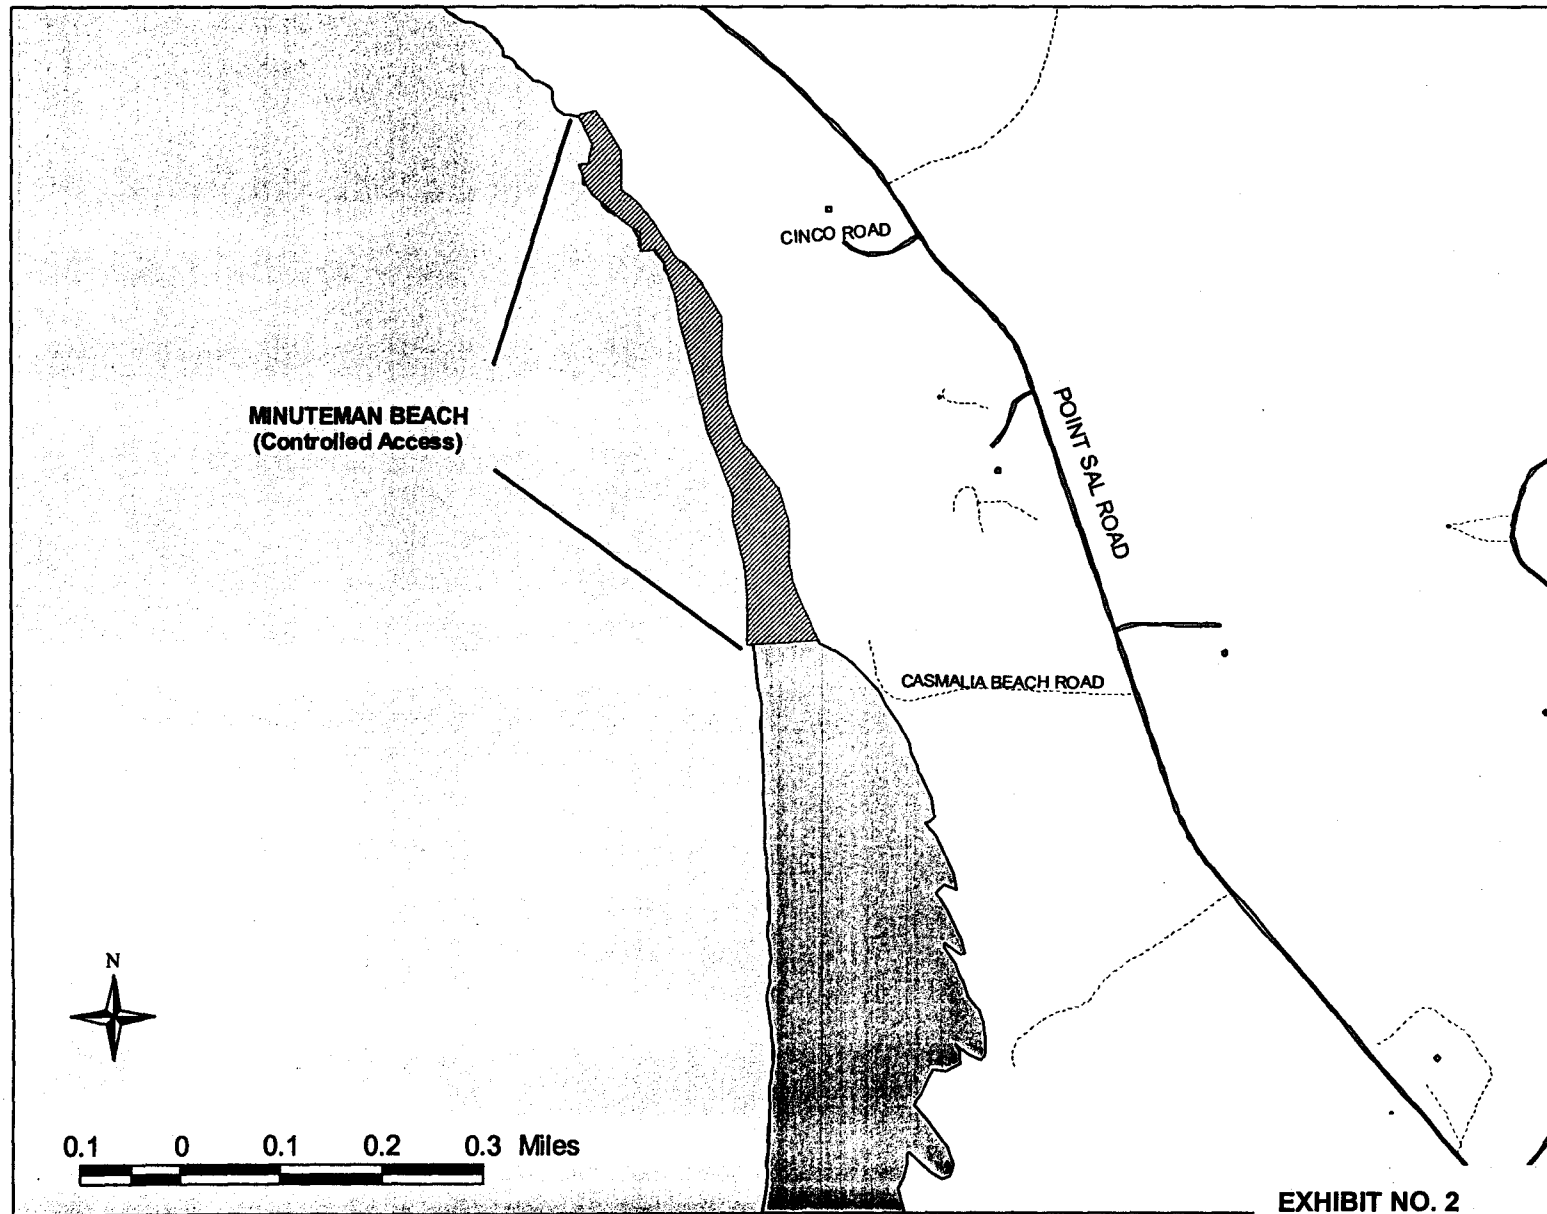 CINCO ROAD
POINT SAL ROAD
MINUTEMAN BEACH
(Controlled Access)
CASMALIA BEACH ROAD
N
0.1 0 0.1 0.2 0.3 Miles
EXHIBIT NO. 2